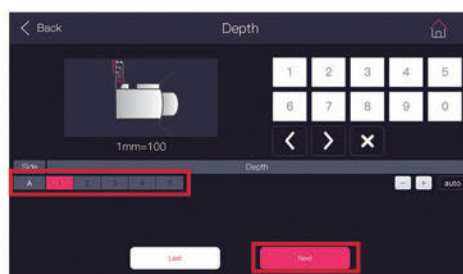 Back
Depth
1 2 3 4 5
6 7 8 9 0
1mm=100
Side Depth
A 1 2 3 4 5 auto
Last Next